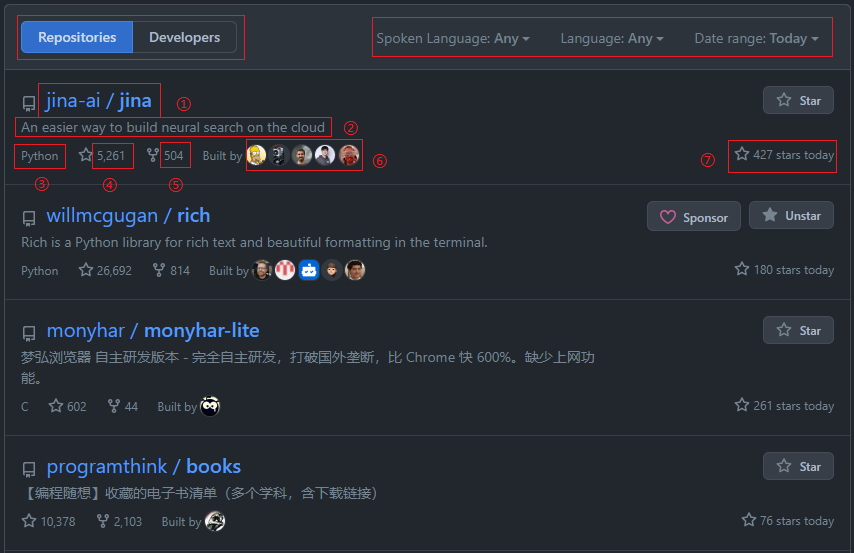 Repositories Developers Spoken Language: Any Language: Any Date range: Today
jina-ai / jina ① Star
An easier way to build neural search on the cloud ②
Python 5,261 504 Built by ⑥ ⑦ 427 stars today
③ ④ ⑤
willmcgugan / rich Sponsor Unstar
Rich is a Python library for rich text and beautiful formatting in the terminal.
Python 26,692 814 Built by 180 stars today
monyhar / monyhar-lite Star
梦弘浏览器 自主研发版本 - 完全自主研发，打破国外垄断，比 Chrome 快 600%。缺少上网功
能。
C 602 44 Built by 261 stars today
programthink / books Star
【编程随想】收藏的电子书清单（多个学科，含下载链接）
10,378 2,103 Built by 76 stars today